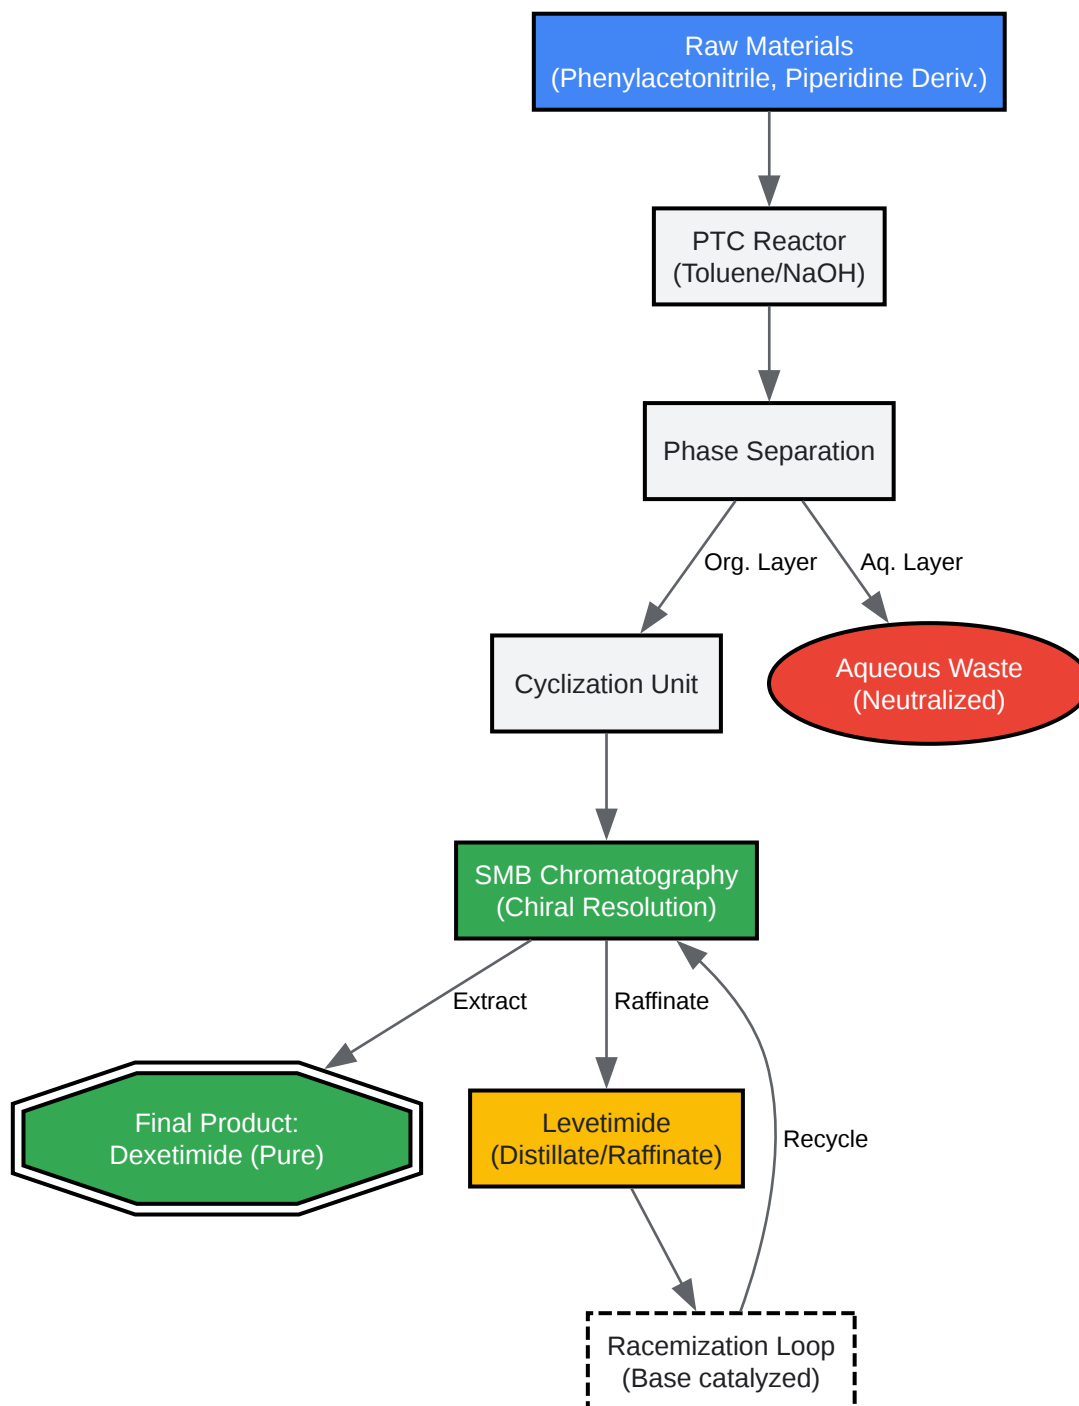 Raw Materials
(Phenylacetonitrile, Piperidine Deriv.)
PTC Reactor
(Toluene/NaOH)
Phase Separation
Org. Layer
Aq. Layer
Cyclization Unit
Aqueous Waste
(Neutralized)
SMB Chromatography
(Chiral Resolution)
Extract
Raffinate
Final Product:
Dexetimide (Pure)
Levetimide
(Distillate/Raffinate)
Recycle
Racemization Loop
(Base catalyzed)